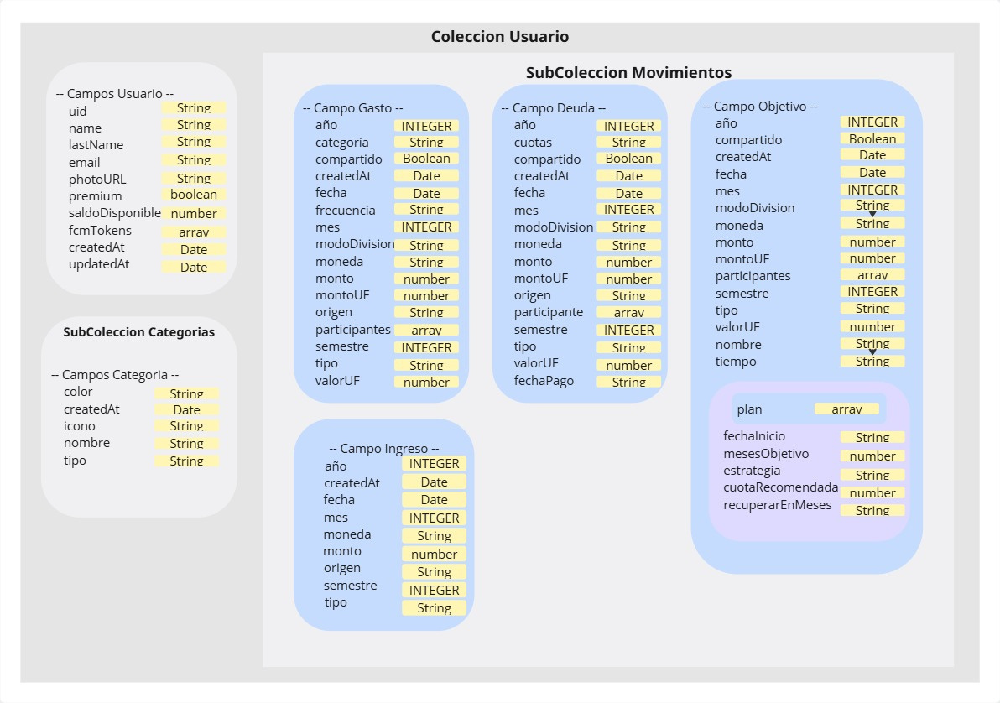 Coleccion Usuario
-- Campos Usuario --
uid String
name String
lastName String
email String
photoURL String
premium boolean
saldoDisponible number
fcmTokens array
createdAt Date
updatedAt Date
SubColeccion Categorias
-- Campos Categoria --
color String
createdAt Date
icono String
nombre String
tipo String
SubColeccion Movimientos
-- Campo Gasto --
año INTEGER
categoría String
compartido Boolean
createdAt Date
fecha Date
frecuencia String
mes INTEGER
modoDivision String
moneda String
monto number
montoUF number
origen String
participantes array
semestre INTEGER
tipo String
valorUF number
-- Campo Deuda --
año INTEGER
cuotas String
compartido Boolean
createdAt Date
fecha Date
mes INTEGER
modoDivision String
moneda String
monto number
montoUF number
origen String
participante array
semestre INTEGER
tipo String
valorUF number
fechaPago String
-- Campo Objetivo --
año INTEGER
compartido Boolean
createdAt Date
fecha Date
mes INTEGER
modoDivision String
moneda String
monto number
montoUF number
participantes array
semestre INTEGER
tipo String
valorUF number
nombre String
tiempo String
plan array
fechaInicio String
mesesObjetivo number
estrategia String
cuotaRecomendada number
recuperarEnMeses String
-- Campo Ingreso --
año INTEGER
createdAt Date
fecha Date
mes INTEGER
moneda String
monto number
origen String
semestre INTEGER
tipo String